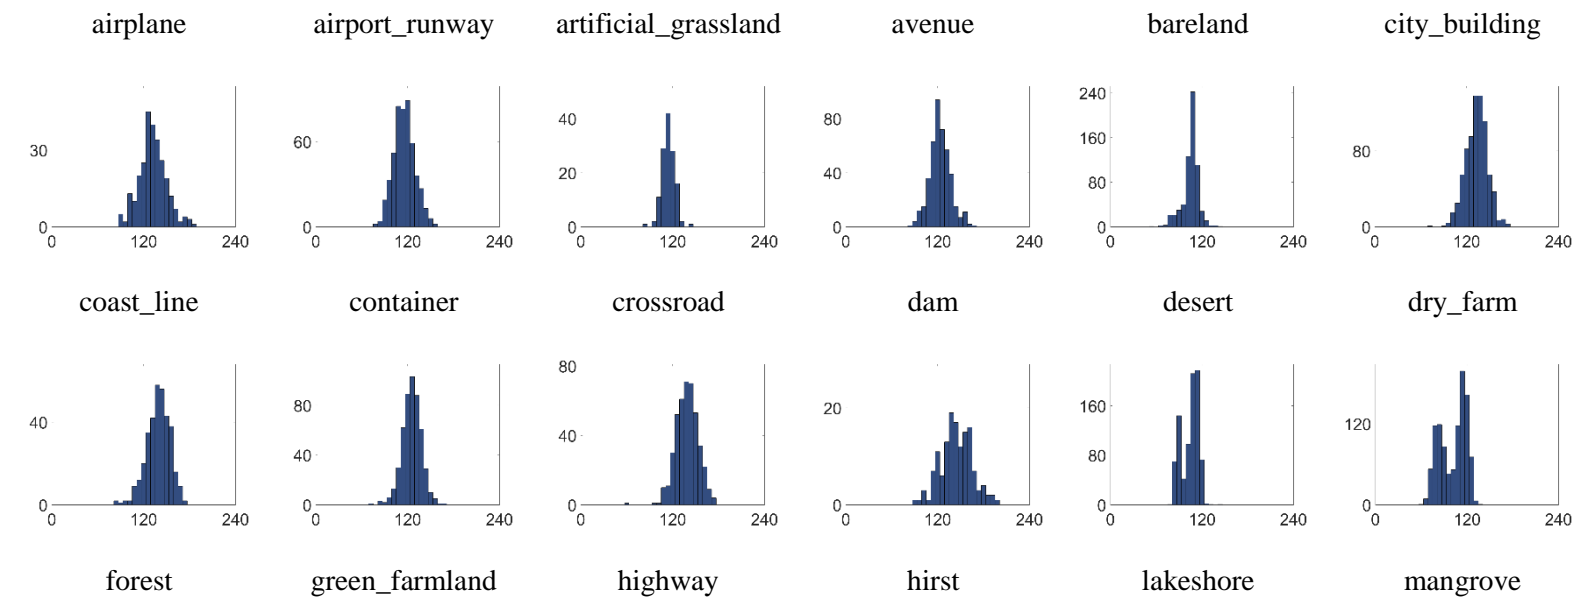 airplane airport_runway artificial_grassland avenue bareland city_building
30
0
0 120 240
60
0
0 120 240
40
20
0
0 120 240
80
40
0
0 120 240
240
160
80
0
0 120 240
80
0
0 120 240
coast_line container crossroad dam desert dry_farm
40
0
0 120 240
80
40
0
0 120 240
80
40
0
0 120 240
20
0
0 120 240
160
80
0
0 120 240
120
0
0 120 240
forest green_farmland highway hirst lakeshore mangrove